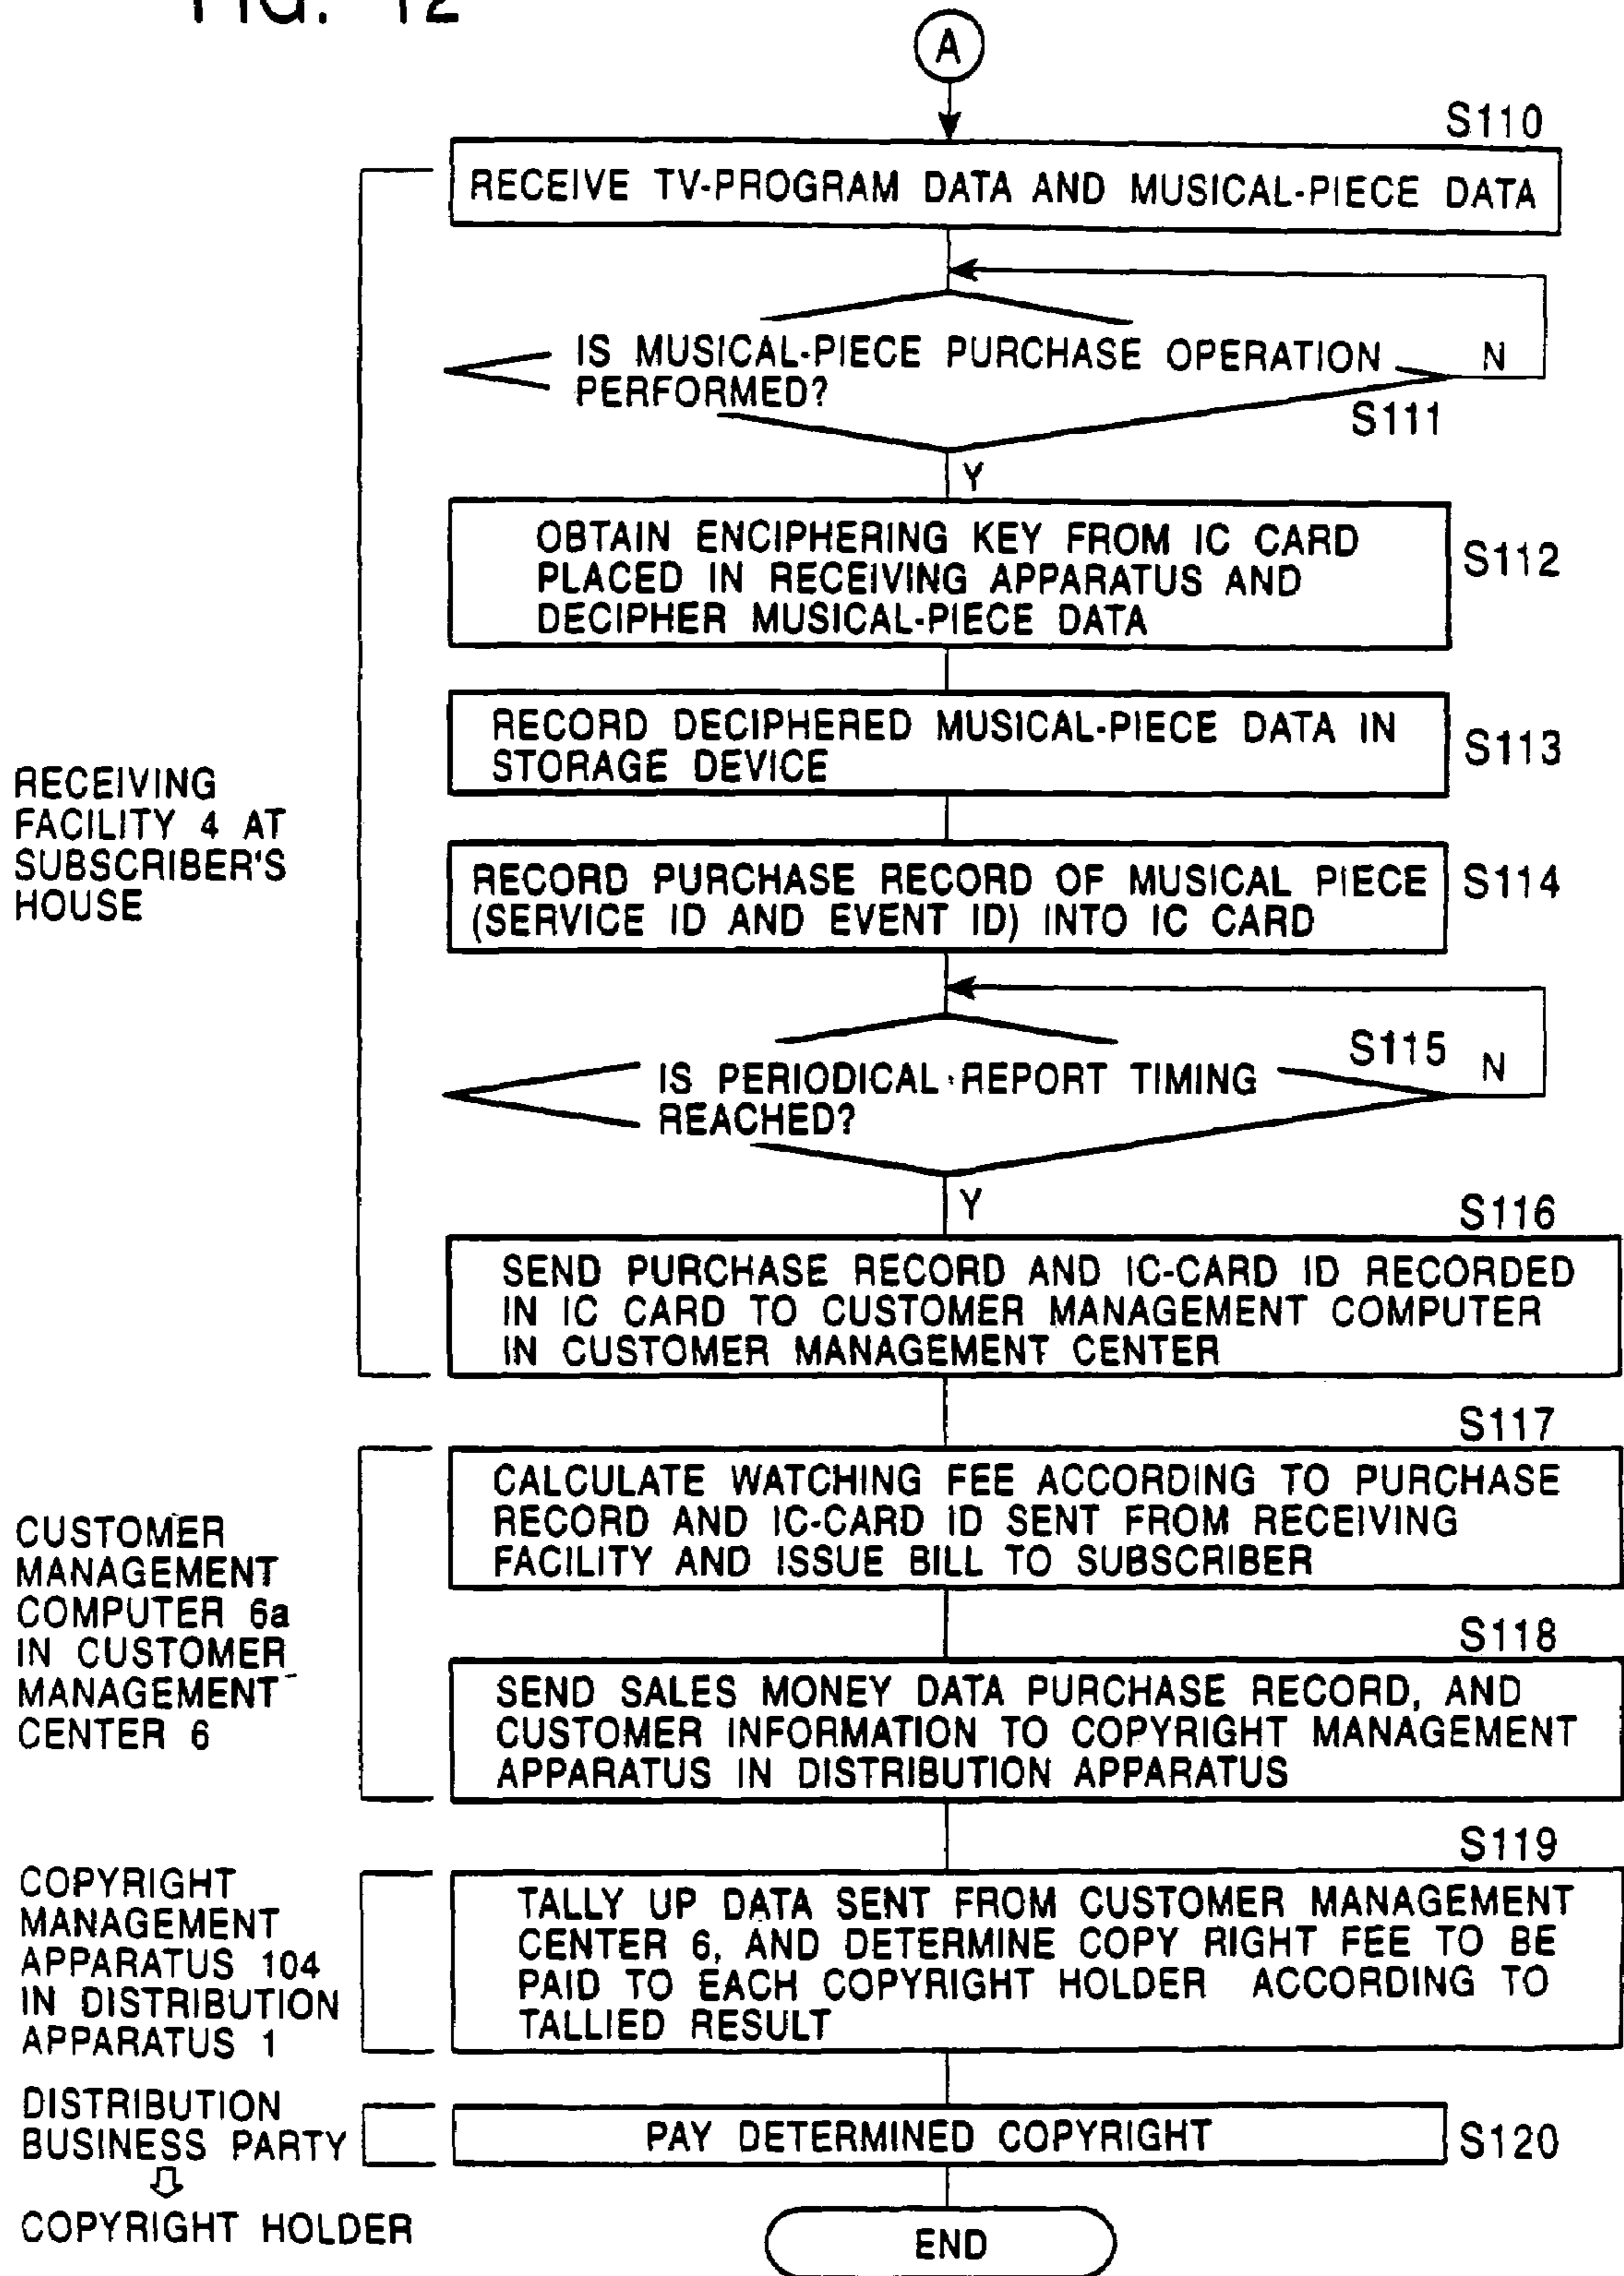 FIG. 12
A
S110
RECEIVE TV-PROGRAM DATA AND MUSICAL-PIECE DATA
IS MUSICAL-PIECE PURCHASE OPERATION
PERFORMED?
N
S111
Y
OBTAIN ENCIPHERING KEY FROM IC CARD
PLACED IN RECEIVING APPARATUS AND
DECIPHER MUSICAL-PIECE DATA
S112
RECORD DECIPHERED MUSICAL-PIECE DATA IN
STORAGE DEVICE
S113
RECEIVING
FACILITY 4 AT
SUBSCRIBER'S
HOUSE
RECORD PURCHASE RECORD OF MUSICAL PIECE
(SERVICE ID AND EVENT ID) INTO IC CARD
S114
S115
N
IS PERIODICAL REPORT TIMING
REACHED?
Y
S116
SEND PURCHASE RECORD AND IC-CARD ID RECORDED
IN IC CARD TO CUSTOMER MANAGEMENT COMPUTER
IN CUSTOMER MANAGEMENT CENTER
S117
CALCULATE WATCHING FEE ACCORDING TO PURCHASE
RECORD AND IC-CARD ID SENT FROM RECEIVING
FACILITY AND ISSUE BILL TO SUBSCRIBER
CUSTOMER
MANAGEMENT
COMPUTER 6a
IN CUSTOMER
MANAGEMENT
CENTER 6
S118
SEND SALES MONEY DATA PURCHASE RECORD, AND
CUSTOMER INFORMATION TO COPYRIGHT MANAGEMENT
APPARATUS IN DISTRIBUTION APPARATUS
S119
COPYRIGHT
MANAGEMENT
APPARATUS 104
IN DISTRIBUTION
APPARATUS 1
TALLY UP DATA SENT FROM CUSTOMER MANAGEMENT
CENTER 6, AND DETERMINE COPY RIGHT FEE TO BE
PAID TO EACH COPYRIGHT HOLDER ACCORDING TO
TALLIED RESULT
DISTRIBUTION
BUSINESS PARTY
⇩
COPYRIGHT HOLDER
PAY DETERMINED COPYRIGHT
S120
END